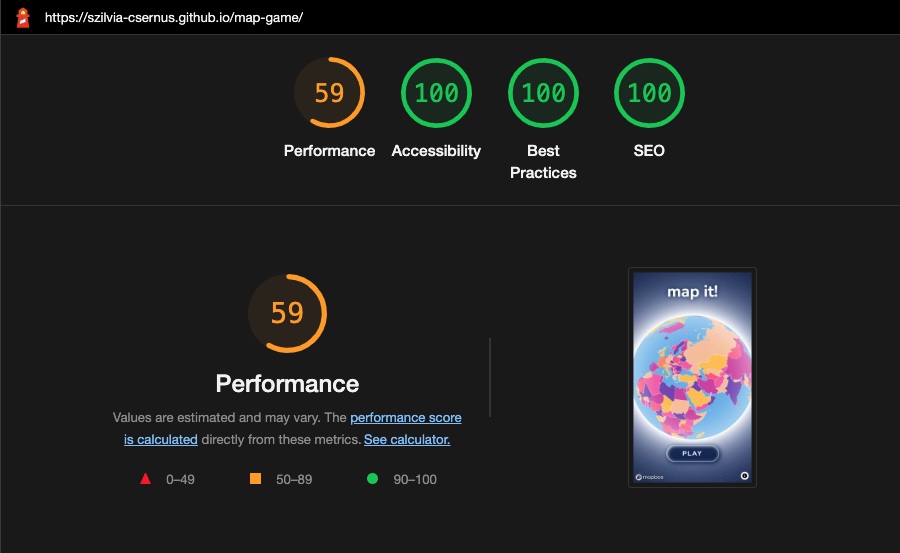 https://szilvia-csernus.github.io/map-game/
59
100
100
100
Performance
Accessibility
Best
Practices
SEO
59
Performance
Values are estimated and may vary. The performance score
is calculated directly from these metrics. See calculator.
0–49
50–89
90–100
map it!
PLAY
mapbox